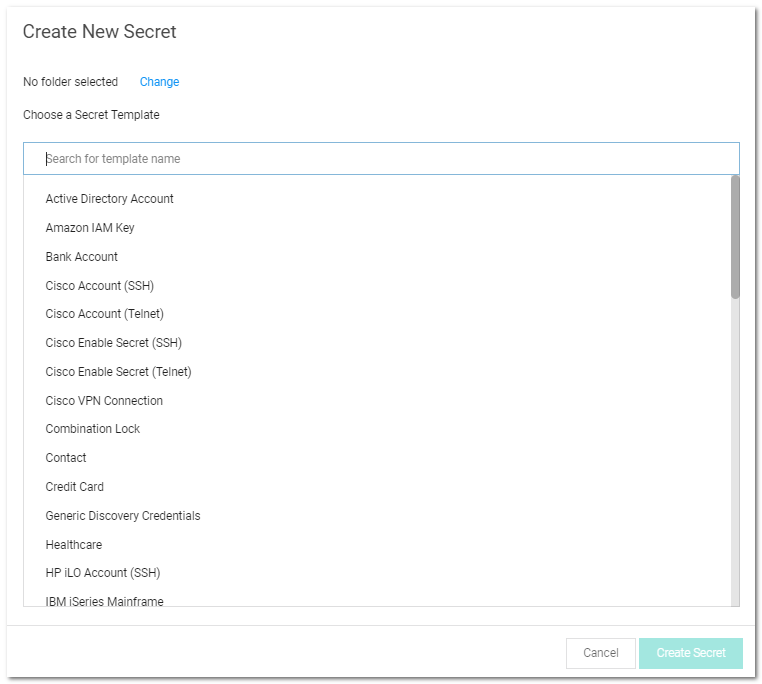 Create New Secret
No folder selected Change
Choose a Secret Template
Search for template name
Active Directory Account
Amazon IAM Key
Bank Account
Cisco Account (SSH)
Cisco Account (Telnet)
Cisco Enable Secret (SSH)
Cisco Enable Secret (Telnet)
Cisco VPN Connection
Combination Lock
Contact
Credit Card
Generic Discovery Credentials
Healthcare
HP iLO Account (SSH)
IBM iSeries Mainframe
Cancel Create Secret